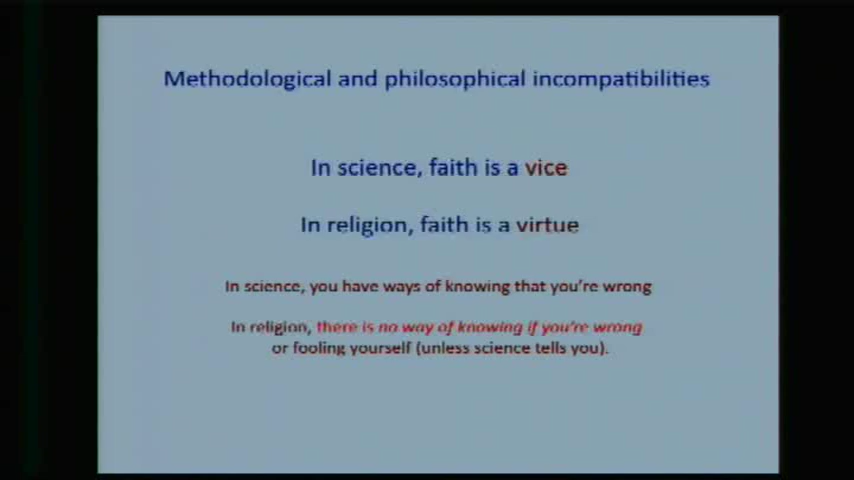 Methodological and philosophical incompatibilities
In science, faith is a vice
In religion, faith is a virtue
In science, you have ways of knowing that you're wrong
In religion, there is no way of knowing if you're wrong
or fooling yourself (unless science tells you).